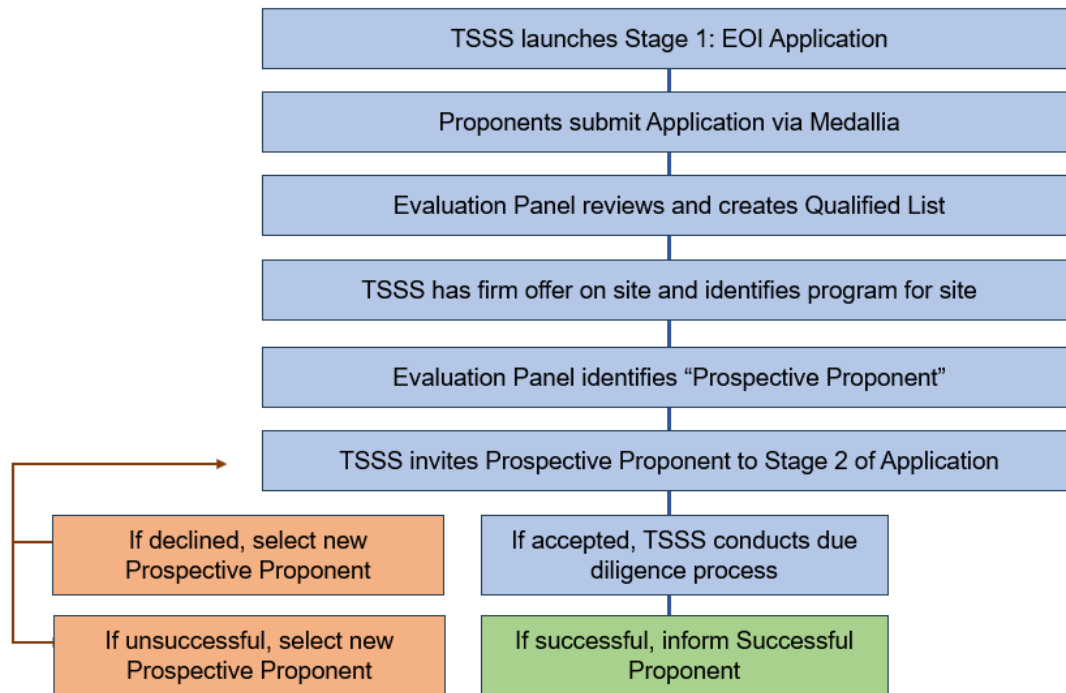 TSSS launches Stage 1: EOI Application
Proponents submit Application via Medallia
Evaluation Panel reviews and creates Qualified List
TSSS has firm offer on site and identifies program for site
Evaluation Panel identifies “Prospective Proponent”
TSSS invites Prospective Proponent to Stage 2 of Application
If declined, select new
Prospective Proponent
If accepted, TSSS conducts due
diligence process
If unsuccessful, select new
Prospective Proponent
If successful, inform Successful
Proponent